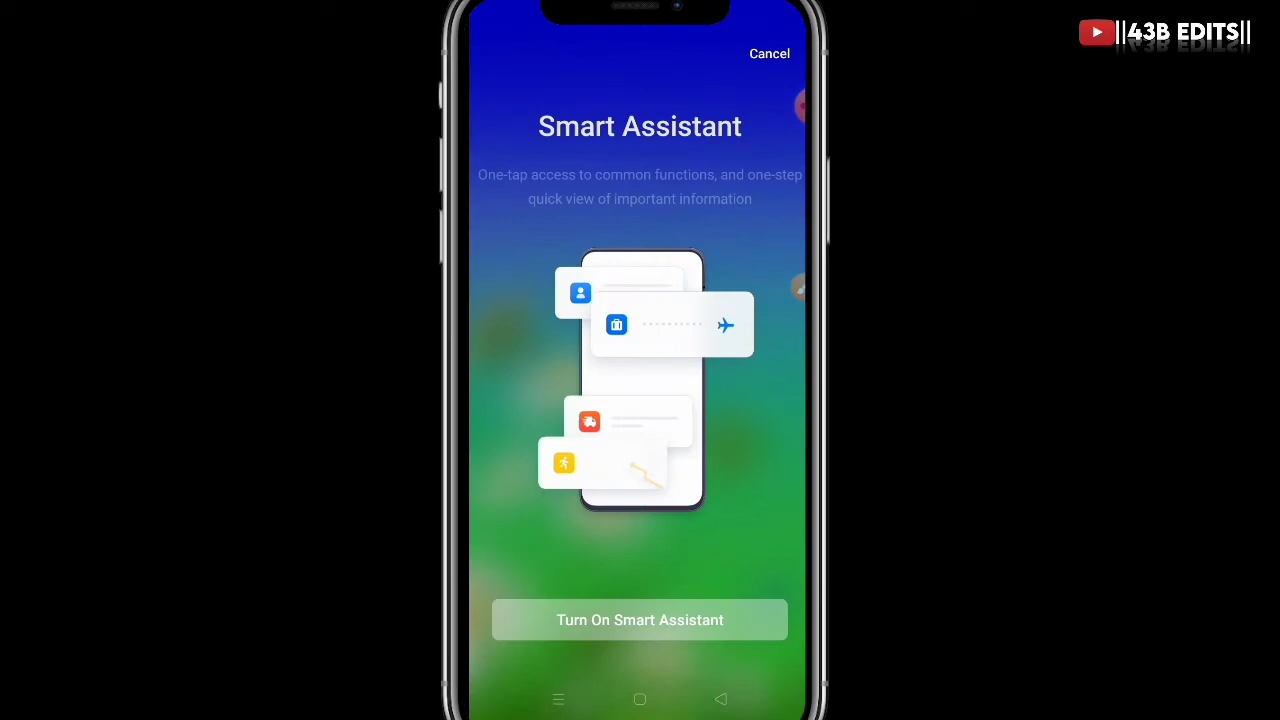 ||43B EDITS||
Cancel
Smart Assistant
One-tap access to common functions, and one-step
quick view of important information
Turn On Smart Assistant